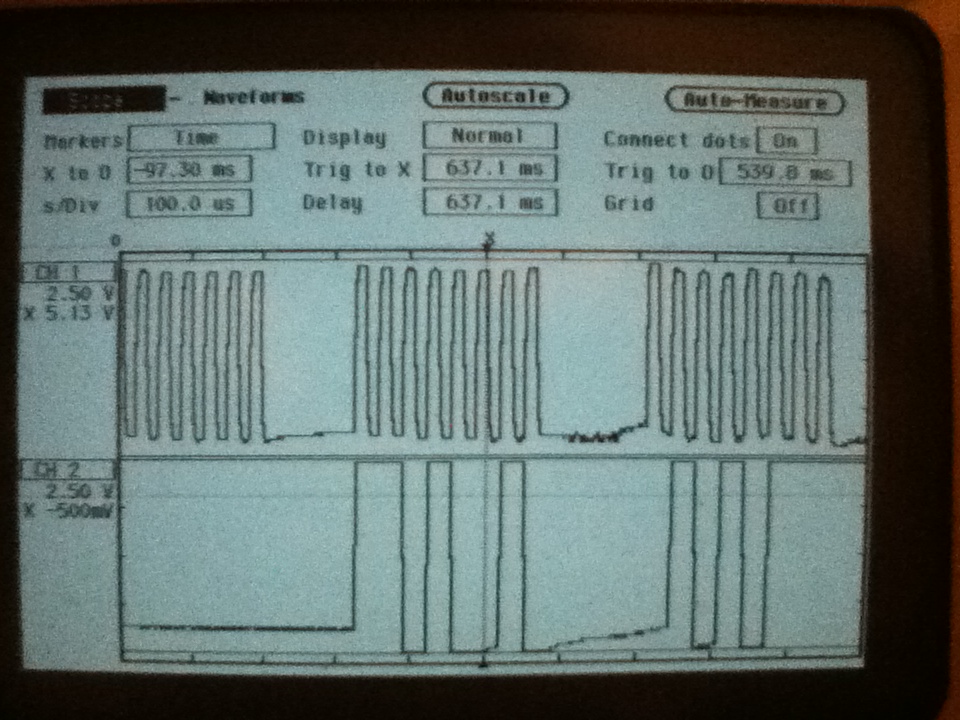 Scope - Waveforms Autoscale Auto-Measure
Markers Time Display Normal Connect dots On
X to O -97.30 ms Trig to X 637.1 ms Trig to O 539.8 ms
s/Div 100.0 us Delay 637.1 ms Grid Off
O X
CH 1
2.50 V
X 5.13 V
CH 2
2.50 V
X -500mV